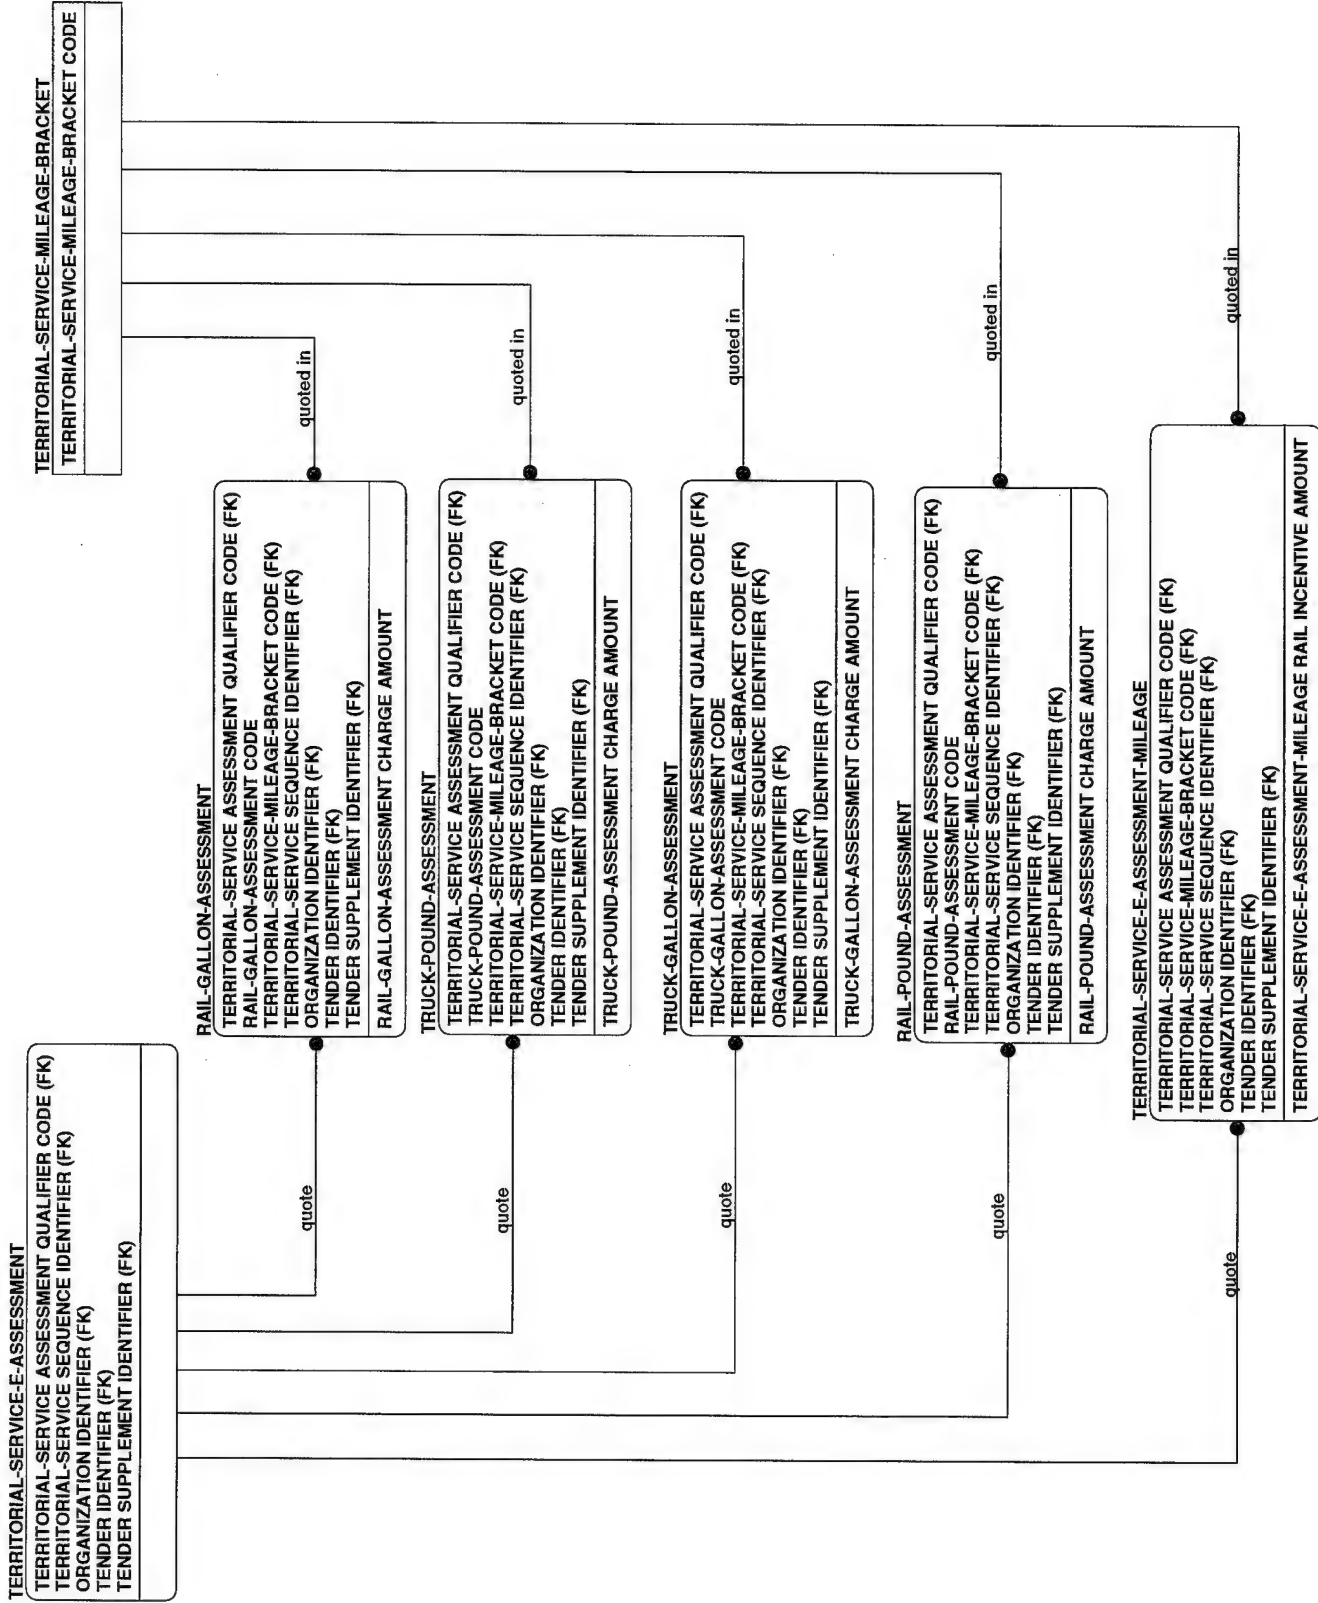 TERRITORIAL-SERVICE-E-ASSESSMENT
TERRITORIAL-SERVICE ASSESSMENT QUALIFIER CODE (FK)
TERRITORIAL-SERVICE SEQUENCE IDENTIFIER (FK)
ORGANIZATION IDENTIFIER (FK)
TENDER IDENTIFIER (FK)
TENDER SUPPLEMENT IDENTIFIER (FK)
TERRITORIAL-SERVICE-MILEAGE-BRACKET
TERRITORIAL-SERVICE-MILEAGE-BRACKET CODE
RAIL-GALLON-ASSESSMENT
TERRITORIAL-SERVICE ASSESSMENT QUALIFIER CODE (FK)
RAIL-GALLON-ASSESSMENT CODE
TERRITORIAL-SERVICE-MILEAGE-BRACKET CODE (FK)
TERRITORIAL-SERVICE SEQUENCE IDENTIFIER (FK)
ORGANIZATION IDENTIFIER (FK)
TENDER IDENTIFIER (FK)
TENDER SUPPLEMENT IDENTIFIER (FK)
RAIL-GALLON-ASSESSMENT CHARGE AMOUNT
quote
quoted in
TRUCK-POUND-ASSESSMENT
TERRITORIAL-SERVICE ASSESSMENT QUALIFIER CODE (FK)
TRUCK-POUND-ASSESSMENT CODE
TERRITORIAL-SERVICE-MILEAGE-BRACKET CODE (FK)
TERRITORIAL-SERVICE SEQUENCE IDENTIFIER (FK)
ORGANIZATION IDENTIFIER (FK)
TENDER IDENTIFIER (FK)
TENDER SUPPLEMENT IDENTIFIER (FK)
TRUCK-POUND-ASSESSMENT CHARGE AMOUNT
quote
quoted in
TRUCK-GALLON-ASSESSMENT
TERRITORIAL-SERVICE ASSESSMENT QUALIFIER CODE (FK)
TRUCK-GALLON-ASSESSMENT CODE
TERRITORIAL-SERVICE-MILEAGE-BRACKET CODE (FK)
TERRITORIAL-SERVICE SEQUENCE IDENTIFIER (FK)
ORGANIZATION IDENTIFIER (FK)
TENDER IDENTIFIER (FK)
TENDER SUPPLEMENT IDENTIFIER (FK)
TRUCK-GALLON-ASSESSMENT CHARGE AMOUNT
quote
quoted in
RAIL-POUND-ASSESSMENT
TERRITORIAL-SERVICE ASSESSMENT QUALIFIER CODE (FK)
RAIL-POUND-ASSESSMENT CODE
TERRITORIAL-SERVICE-MILEAGE-BRACKET CODE (FK)
TERRITORIAL-SERVICE SEQUENCE IDENTIFIER (FK)
ORGANIZATION IDENTIFIER (FK)
TENDER IDENTIFIER (FK)
TENDER SUPPLEMENT IDENTIFIER (FK)
RAIL-POUND-ASSESSMENT CHARGE AMOUNT
quote
quoted in
TERRITORIAL-SERVICE-E-ASSESSMENT-MILEAGE
TERRITORIAL-SERVICE ASSESSMENT QUALIFIER CODE (FK)
TERRITORIAL-SERVICE-MILEAGE-BRACKET CODE (FK)
TERRITORIAL-SERVICE SEQUENCE IDENTIFIER (FK)
ORGANIZATION IDENTIFIER (FK)
TENDER IDENTIFIER (FK)
TENDER SUPPLEMENT IDENTIFIER (FK)
TERRITORIAL-SERVICE-E-ASSESSMENT-MILEAGE RAIL INCENTIVE AMOUNT
quote
quoted in